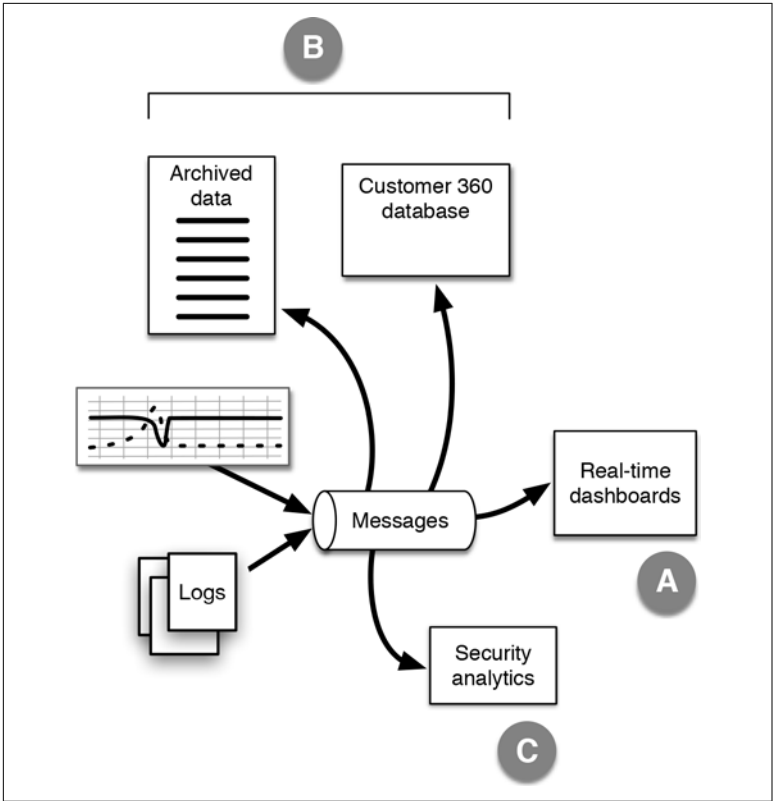 B
Archived
data
Customer 360
database
Messages
Logs
Real-time
dashboards
A
Security
analytics
C